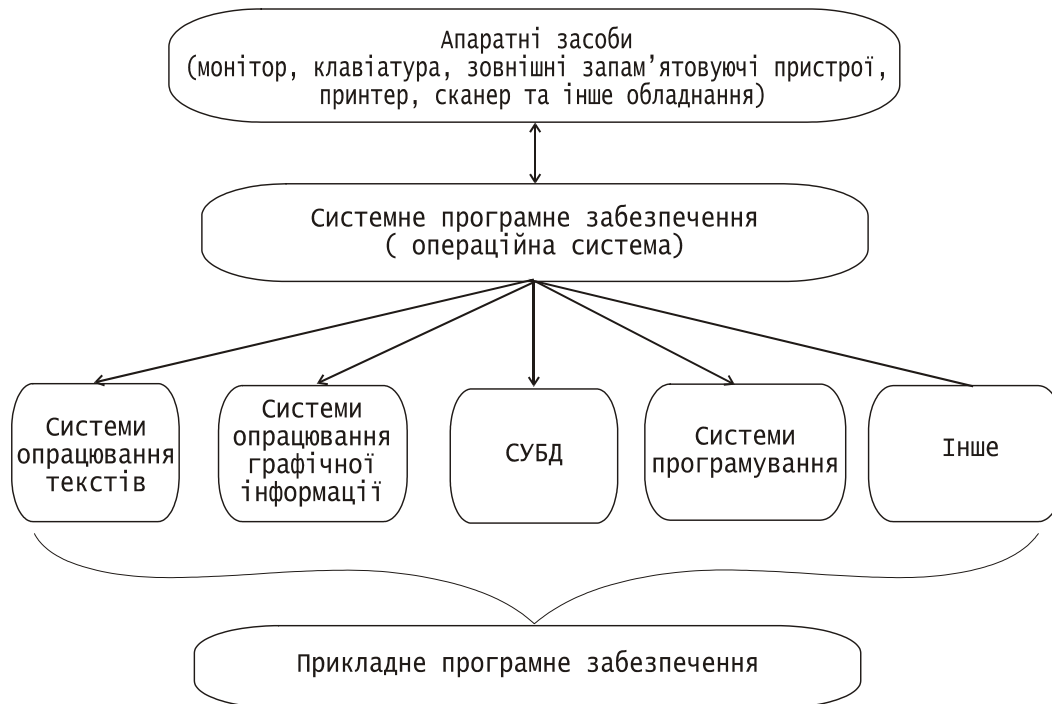 Апаратні засоби
(монітор, клавіатура, зовнішні запам’ятовуючі пристрої,
принтер, сканер та інше обладнання)
Системне програмне забезпечення
( операційна система)
Системи
опрацювання
текстів
Системи
опрацювання
графічної
інформації
СУБД
Системи
програмування
Інше
Прикладне програмне забезпечення